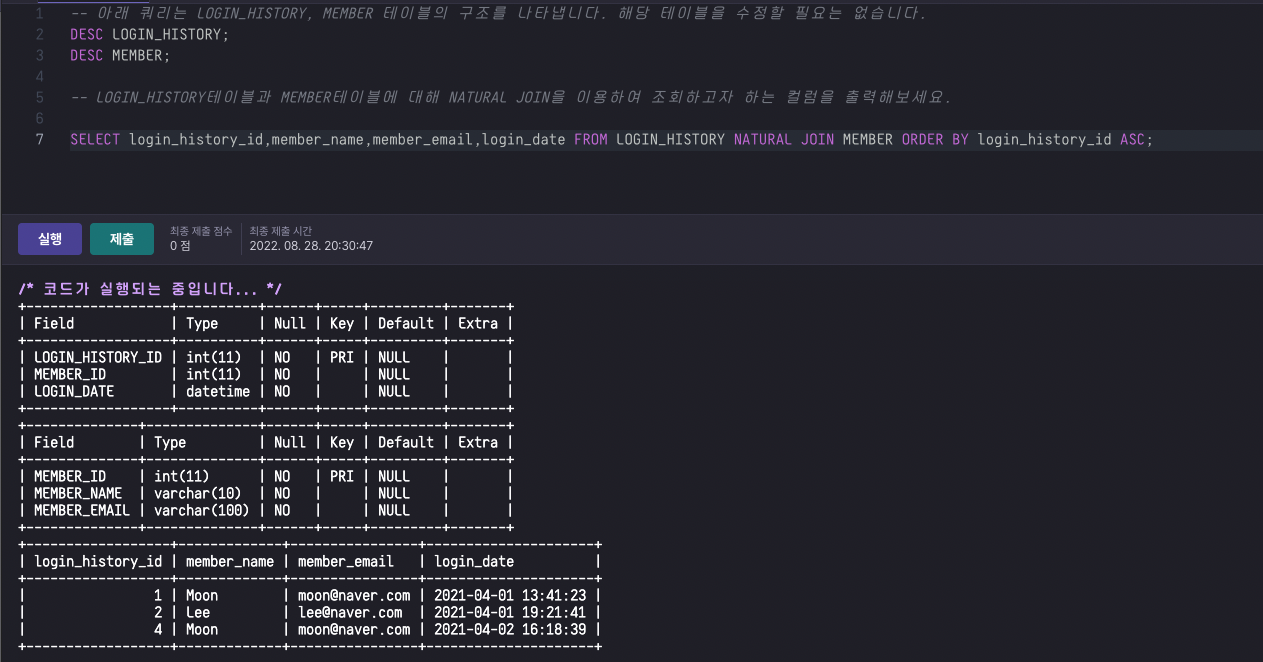 1 -- 아래 쿼리는 LOGIN_HISTORY, MEMBER 테이블의 구조를 나타냅니다. 해당 테이블을 수정할 필요는 없습니다.
2 DESC LOGIN_HISTORY;
3 DESC MEMBER;
4
5 -- LOGIN_HISTORY테이블과 MEMBER테이블에 대해 NATURAL JOIN을 이용하여 조회하고자 하는 컬럼을 출력해보세요.
6
7 SELECT login_history_id,member_name,member_email,login_date FROM LOGIN_HISTORY NATURAL JOIN MEMBER ORDER BY login_history_id ASC;
실행 제출 최종 제출 점수 최종 제출 시간
0 점 2022. 08. 28. 20:30:47
/* 코드가 실행되는 중입니다... */
+-----------------+----------+------+-----+---------+-------+
| Field | Type | Null | Key | Default | Extra |
+-----------------+----------+------+-----+---------+-------+
| LOGIN_HISTORY_ID | int(11) | NO | PRI | NULL | |
| MEMBER_ID | int(11) | NO | | NULL | |
| LOGIN_DATE | datetime | NO | | NULL | |
+-----------------+----------+------+-----+---------+-------+
+--------------+--------------+------+-----+---------+-------+
| Field | Type | Null | Key | Default | Extra |
+--------------+--------------+------+-----+---------+-------+
| MEMBER_ID | int(11) | NO | PRI | NULL | |
| MEMBER_NAME | varchar(10) | NO | | NULL | |
| MEMBER_EMAIL | varchar(100) | NO | | NULL | |
+--------------+--------------+------+-----+---------+-------+
+------------------+-------------+----------------+---------------------+
| login_history_id | member_name | member_email | login_date |
+------------------+-------------+----------------+---------------------+
| 1 | Moon | moon@naver.com | 2021-04-01 13:41:23 |
| 2 | Lee | lee@naver.com | 2021-04-01 19:21:41 |
| 4 | Moon | moon@naver.com | 2021-04-02 16:18:39 |
+------------------+-------------+----------------+---------------------+